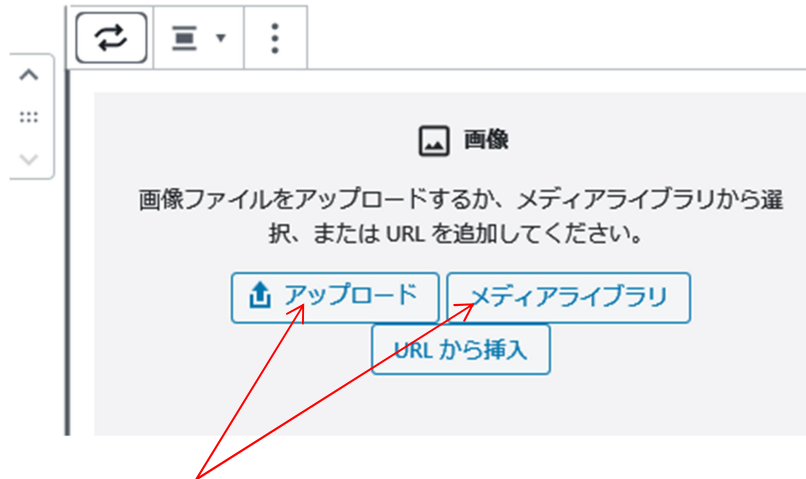 画像
画像ファイルをアップロードするか、メディアライブラリから選
択、または URL を追加してください。
アップロード メディアライブラリ
URL から挿入